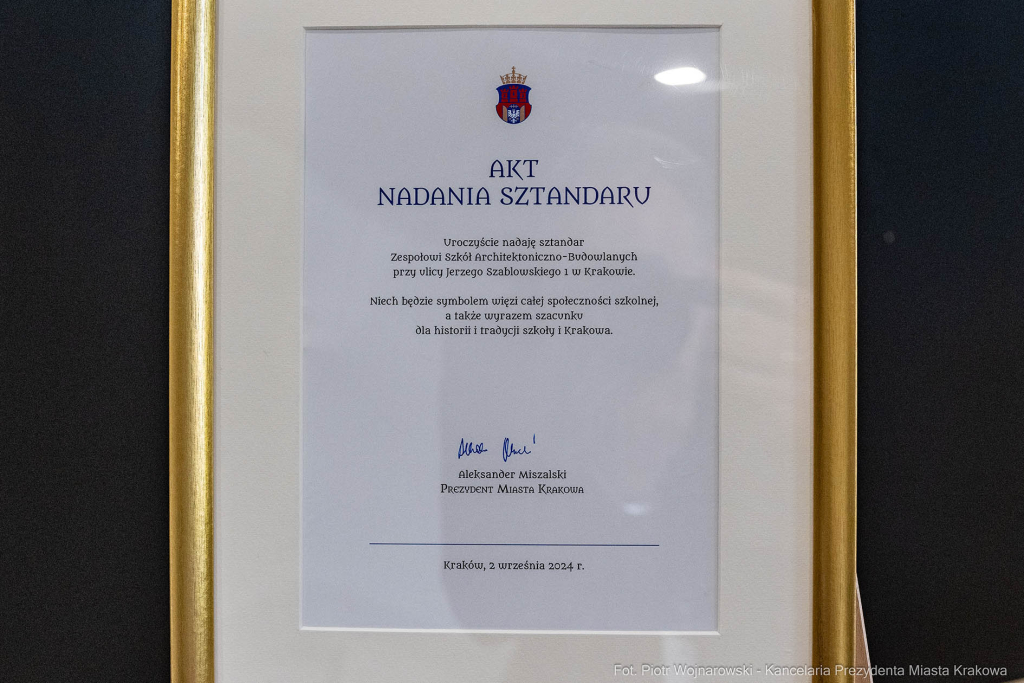 AKT
NADANIA SZTANDARU
Uroczyście nadaję sztandar
Zespołowi Szkół Architektoniczno-Budowlanych
przy ulicy Jerzego Szablowskiego 1 w Krakowie.
Niech będzie symbolem więzi całej społeczności szkolnej,
a także wyrazem szacunku
dla historii i tradycji szkoły i Krakowa.
Aleksander Miszalski
Prezydent Miasta Krakowa
Kraków, 2 września 2024 r.
Fot. Piotr Wojnarowski - Kancelaria Prezydenta Miasta Krakowa